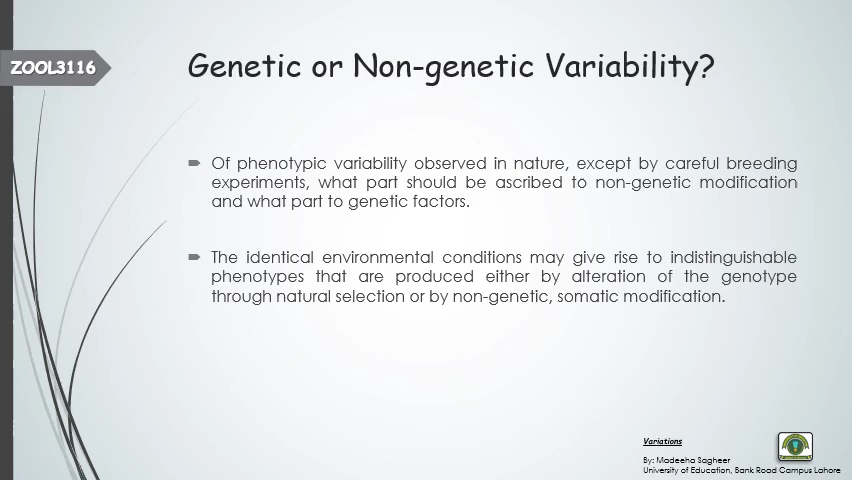 ZOOL3116
Genetic or Non-genetic Variability?
Of phenotypic variability observed in nature, except by careful breeding
experiments, what part should be ascribed to non-genetic modification
and what part to genetic factors.
The identical environmental conditions may give rise to indistinguishable
phenotypes that are produced either by alteration of the genotype
through natural selection or by non-genetic, somatic modification.
Variations
By: Madeeha Sagheer
University of Education, Bank Road Campus Lahore